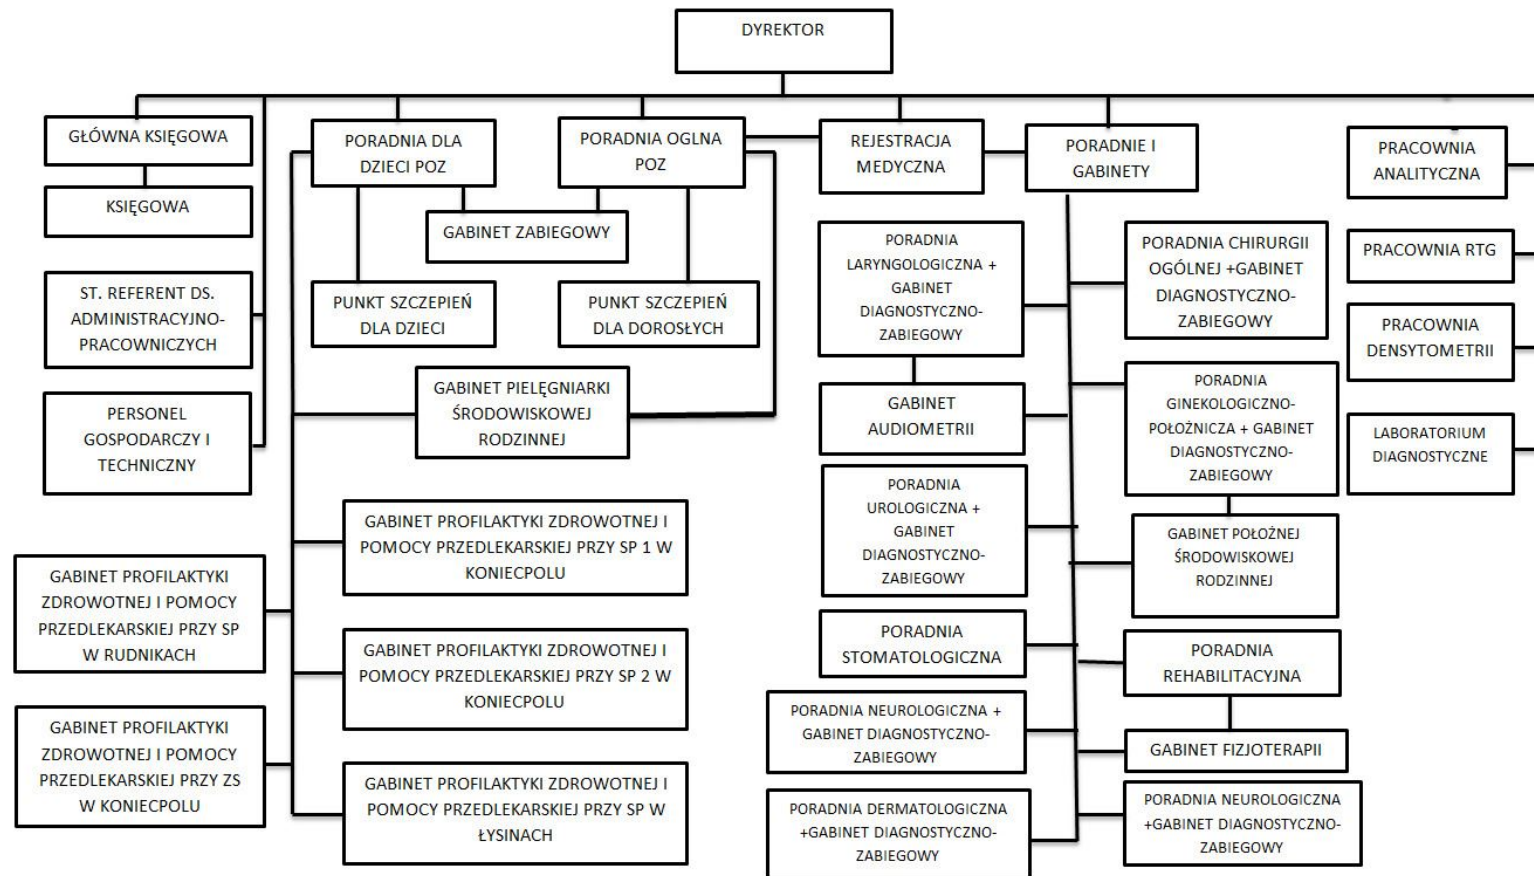 DYREKTOR
GŁÓWNA KSIĘGOWA
KSIĘGOWA
ST. REFERENT DS.
ADMINISTRACYJNO-
PRACOWNICZYCH
PERSONEL
GOSPODARCZY I
TECHNICZNY
PORADNIA DLA
DZIECI POZ
PORADNIA OGLNA
POZ
GABINET ZABIEGOWY
PUNKT SZCZEPIEŃ
DLA DZIECI
PUNKT SZCZEPIEŃ
DLA DOROSŁYCH
GABINET PIELĘGNIARKI
ŚRODOWISKOWEJ
RODZINNEJ
GABINET PROFILAKTYKI ZDROWOTNEJ I
POMOCY PRZEDLEKARSKIEJ PRZY SP 1 W
KONIECPOLU
GABINET PROFILAKTYKI
ZDROWOTNEJ I POMOCY
PRZEDLEKARSKIEJ PRZY SP
W RUDNIKACH
GABINET PROFILAKTYKI ZDROWOTNEJ I
POMOCY PRZEDLEKARSKIEJ PRZY SP 2 W
KONIECPOLU
GABINET PROFILAKTYKI
ZDROWOTNEJ I POMOCY
PRZEDLEKARSKIEJ PRZY ZS
W KONIECPOLU
GABINET PROFILAKTYKI ZDROWOTNEJ I
POMOCY PRZEDLEKARSKIEJ PRZY SP W
ŁYSINACH
REJESTRACJA
MEDYCZNA
PORADNIE I
GABINETY
PORADNIA
LARYNGOLOGICZNA +
GABINET
DIAGNOSTYCZNO-
ZABIEGOWY
GABINET
AUDIOMETRII
PORADNIA
UROLOGICZNA +
GABINET
DIAGNOSTYCZNO-
ZABIEGOWY
PORADNIA
STOMATOLOGICZNA
PORADNIA NEUROLOGICZNA +
GABINET DIAGNOSTYCZNO-
ZABIEGOWY
PORADNIA DERMATOLOGICZNA
+GABINET DIAGNOSTYCZNO-
ZABIEGOWY
PORADNIA CHIRURGII
OGÓLNEJ +GABINET
DIAGNOSTYCZNO-
ZABIEGOWY
PORADNIA
GINEKOLOGICZNO-
POŁOŻNICZA + GABINET
DIAGNOSTYCZNO-
ZABIEGOWY
GABINET POŁOŻNEJ
ŚRODOWISKOWEJ
RODZINNEJ
PORADNIA
REHABILITACYJNA
GABINET FIZJOTERAPII
PORADNIA NEUROLOGICZNA
+GABINET DIAGNOSTYCZNO-
ZABIEGOWY
PRACOWNIA
ANALITYCZNA
PRACOWNIA RTG
PRACOWNIA
DENSYTOMETRII
LABORATORIUM
DIAGNOSTYCZNE